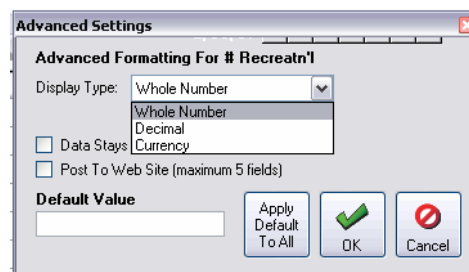 Advanced Settings
Advanced Formatting For # Recreatn'l
Display Type: Whole Number
Whole Number
Decimal
Currency
Data Stays
Post To Web Site (maximum 5 fields)
Default Value
Apply
Default
To All
OK
Cancel